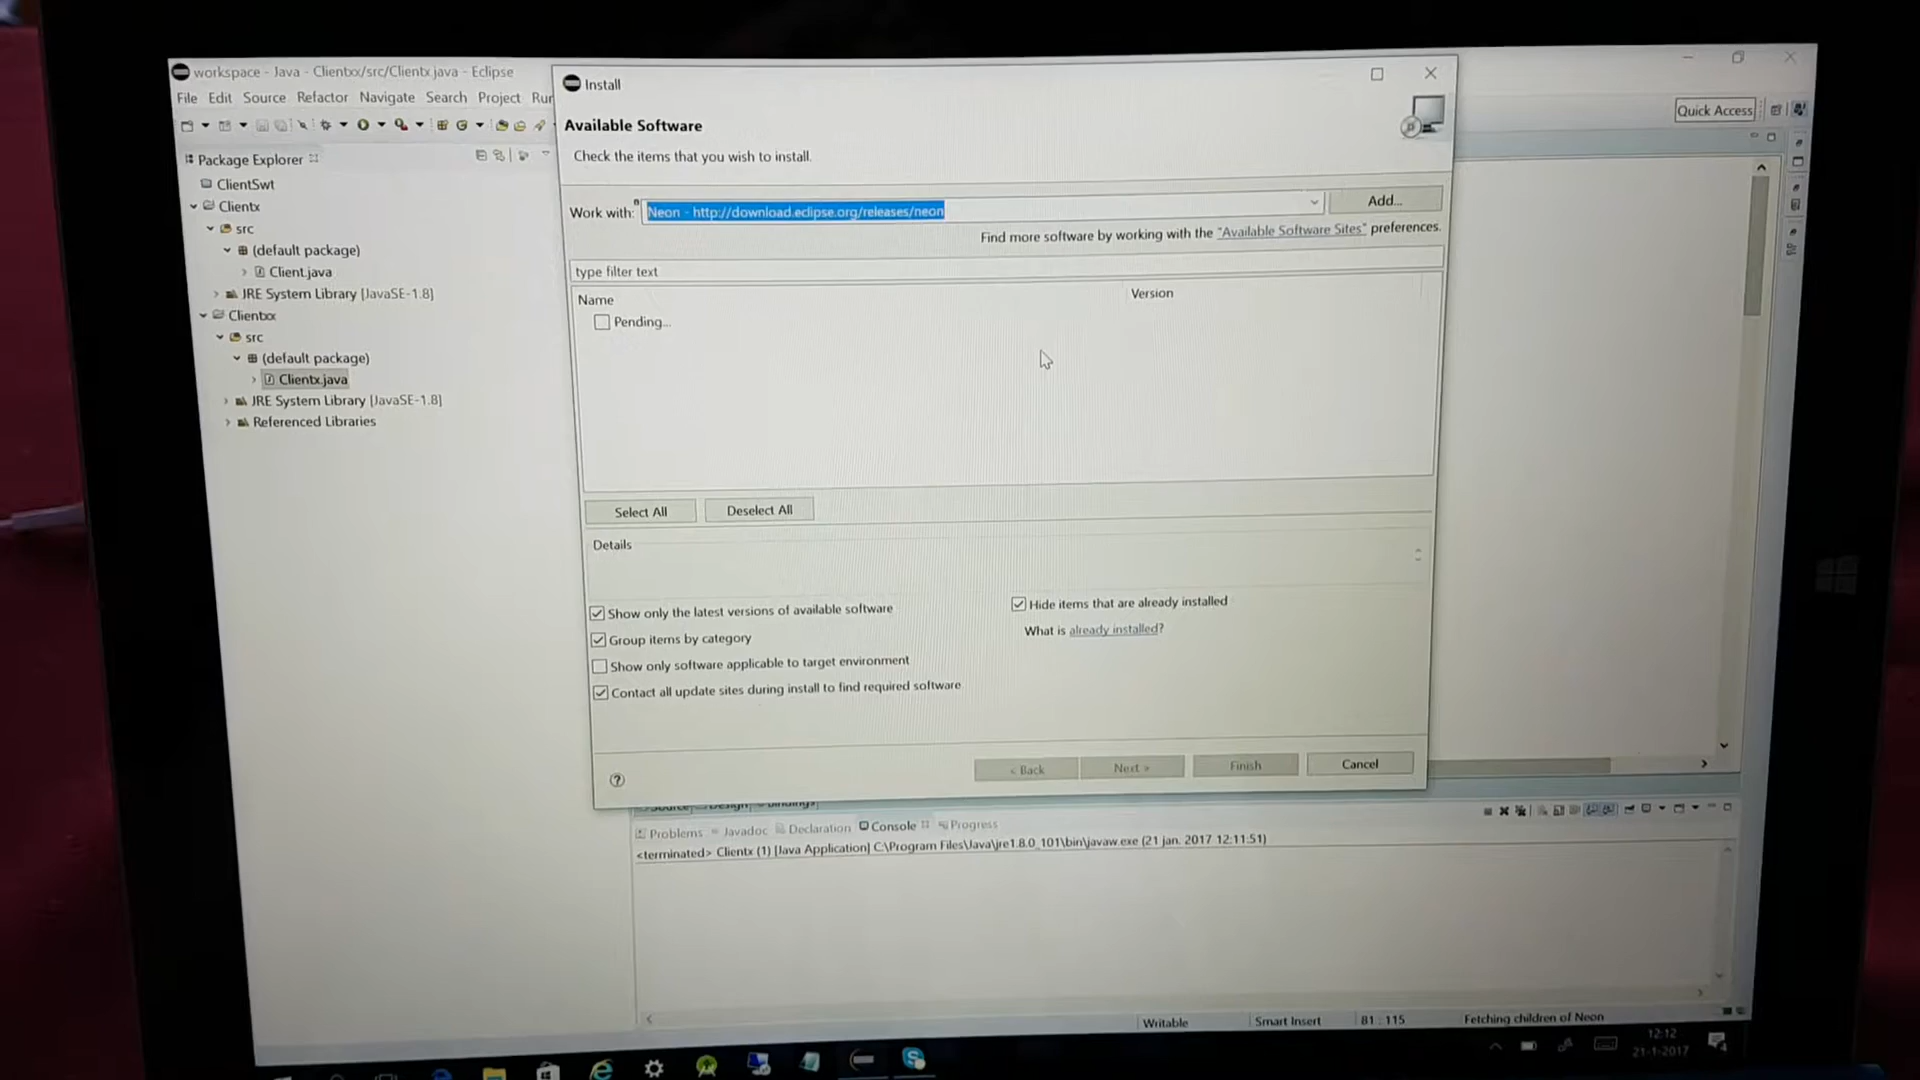 workspace - Java - Clientxx/src/Clientx.java - Eclipse
File Edit Source Refactor Navigate Search Project Run
Quick Access
Package Explorer
ClientSwt
Clientx
src
(default package)
Client.java
JRE System Library [JavaSE-1.8]
Clientxx
src
(default package)
Clientx.java
JRE System Library [JavaSE-1.8]
Referenced Libraries
Install
Available Software
Check the items that you wish to install.
Work with: Neon - http://download.eclipse.org/releases/neon
Add...
Find more software by working with the "Available Software Sites" preferences.
type filter text
Name Version
Pending...
Select All Deselect All
Details
Show only the latest versions of available software
Hide items that are already installed
Group items by category
What is already installed?
Show only software applicable to target environment
Contact all update sites during install to find required software
< Back Next > Finish Cancel
Source Design Bindings
Problems Javadoc Declaration Console Progress
<terminated> Clientx (1) [Java Application] C:\Program Files\Java\jre1.8.0_101\bin\javaw.exe (21 jan. 2017 12:11:51)
Writable Smart Insert 81 : 115 Fetching children of Neon
12:12
21-1-2017